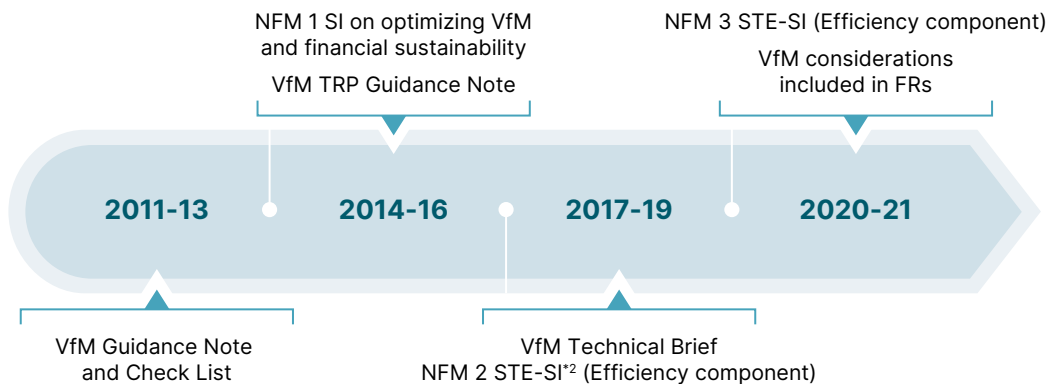 NFM 1 SI on optimizing VfM
and financial sustainability
VfM TRP Guidance Note
NFM 3 STE-SI (Efficiency component)
VfM considerations
included in FRs
2011-13
2014-16
2017-19
2020-21
VfM Guidance Note
and Check List
VfM Technical Brief
NFM 2 STE-SI*2 (Efficiency component)